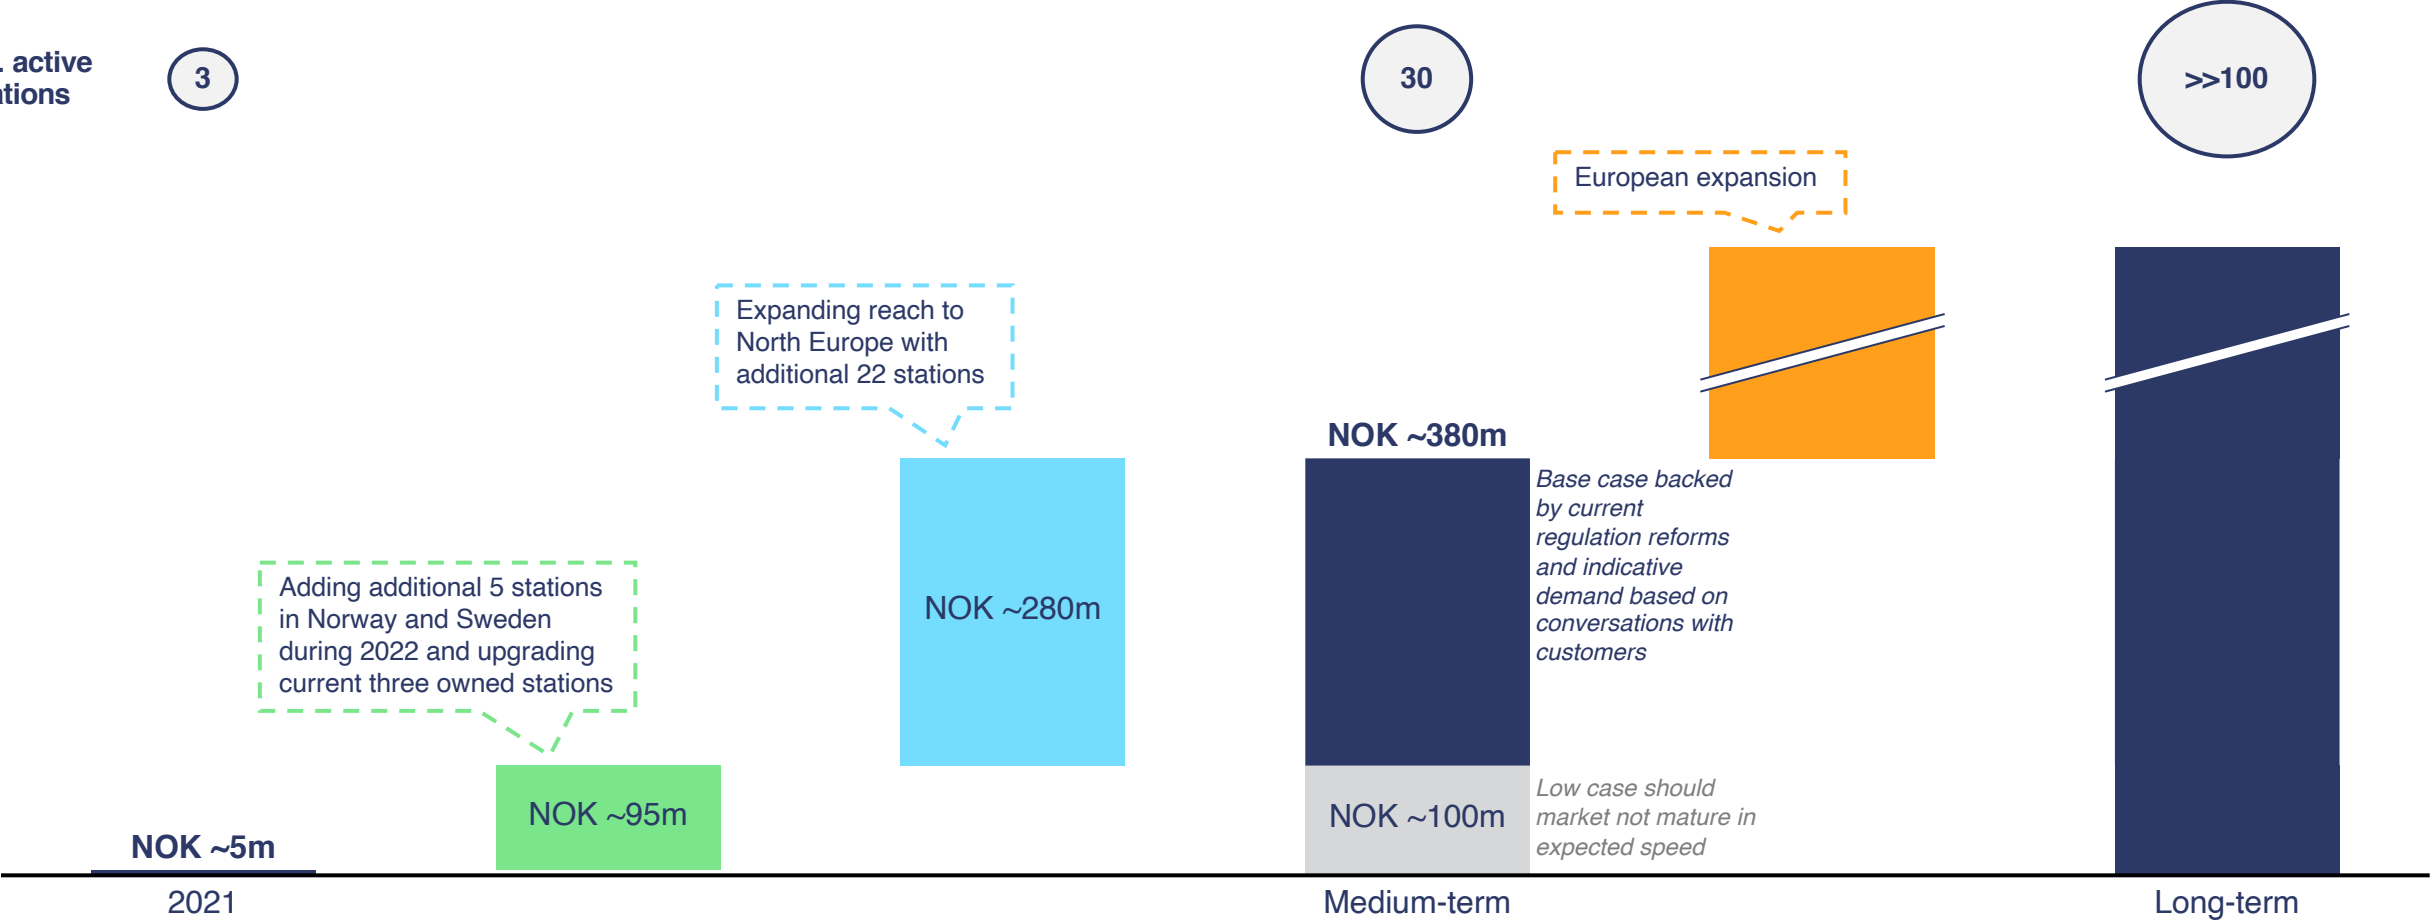 active
3
30
>>100
European expansion
Expanding reach to
North Europe with
additional 22 stations
NOK ~380m
Base case backed
by current
regulation reforms
and indicative
demand based on
conversations with
customers
Adding additional 5 stations
in Norway and Sweden
during 2022 and upgrading
current three owned stations
NOK ~280m
NOK ~95m
NOK ~100m
Low case should
market not mature in
expected speed
NOK ~5m
2021
Medium-term
Long-term